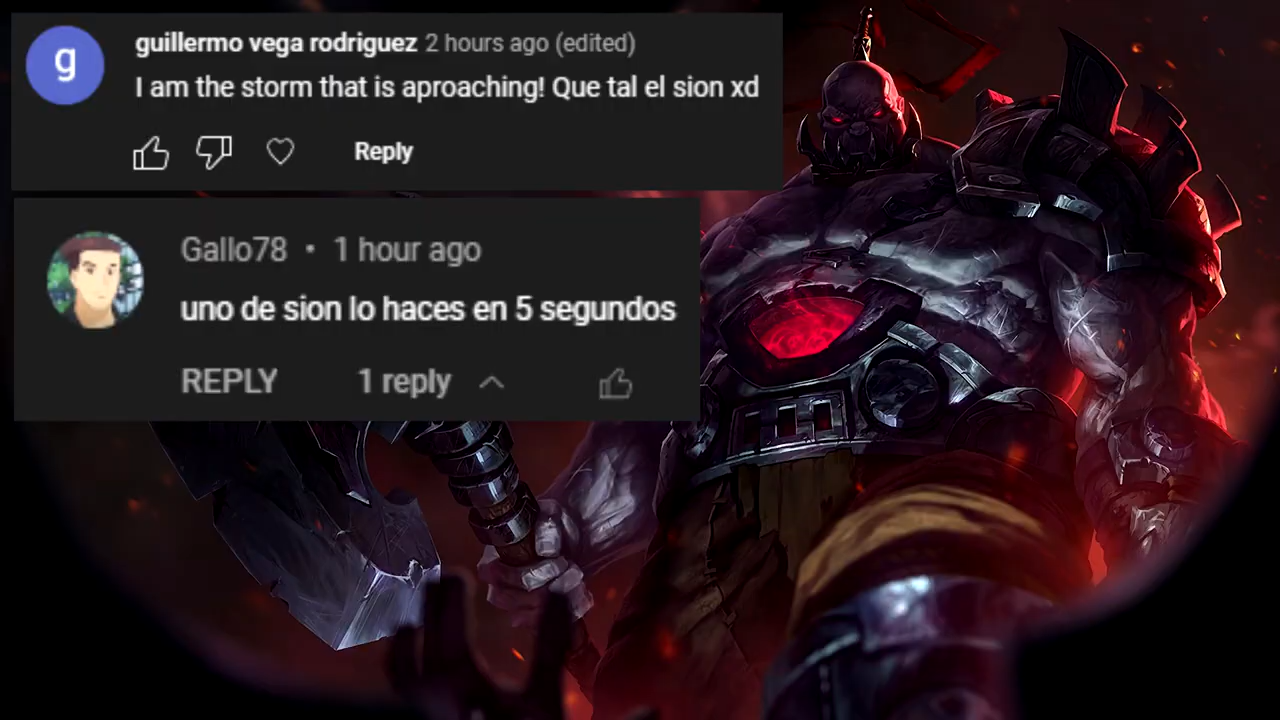 g
guillermo vega rodriguez 2 hours ago (edited)
I am the storm that is aproaching! Que tal el sion xd
Reply
Gallo78 • 1 hour ago
uno de sion lo haces en 5 segundos
REPLY 1 reply